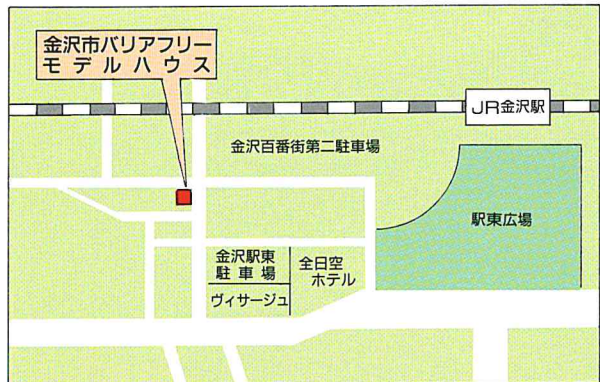 金沢市バリアフリー
モデルハウス
JR金沢駅
金沢百番街第二駐車場
駅東広場
金沢駅東
駐車場
全日空
ホテル
ヴィサージュ